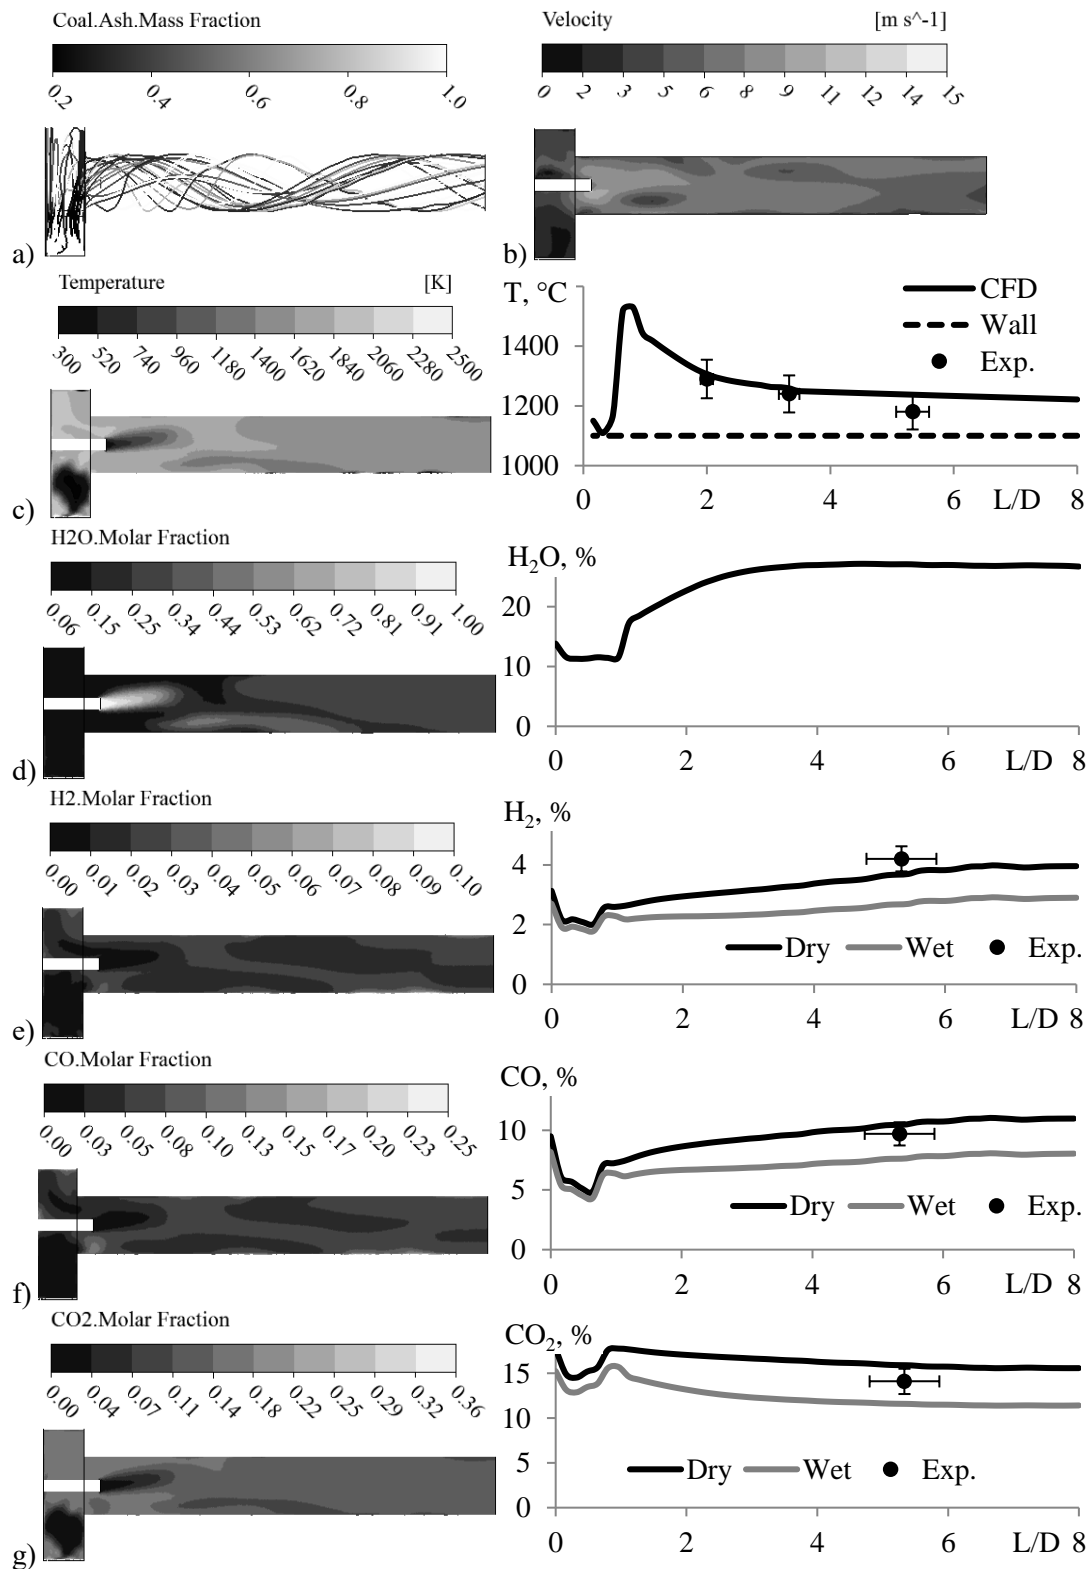 Coal.Ash.Mass Fraction
0.2 0.4 0.6 0.8 1.0
a)
Velocity [m s^-1]
0 2 3 5 6 8 9 11 12 14 15
b)
Temperature [K]
300 520 740 960 1180 1400 1620 1840 2060 2280 2500
c)
T, °C
CFD
Wall
Exp.
1400
1200
1000
0 2 4 6 L/D 8
H2O.Molar Fraction
0.06 0.15 0.25 0.34 0.44 0.53 0.62 0.72 0.81 0.91 1.00
d)
H₂O, %
20
10
0
0 2 4 6 L/D 8
H2.Molar Fraction
0.00 0.01 0.02 0.03 0.04 0.05 0.06 0.07 0.08 0.09 0.10
e)
H₂, %
4
2
Dry Wet Exp.
0
0 2 4 6 L/D 8
CO.Molar Fraction
0.00 0.03 0.05 0.08 0.10 0.13 0.15 0.17 0.20 0.23 0.25
f)
CO, %
10
5
Dry Wet Exp.
0
0 2 4 6 L/D 8
CO2.Molar Fraction
0.00 0.04 0.07 0.11 0.14 0.18 0.22 0.25 0.29 0.32 0.36
g)
CO₂, %
15
10
5
Dry Wet Exp.
0
0 2 4 6 L/D 8